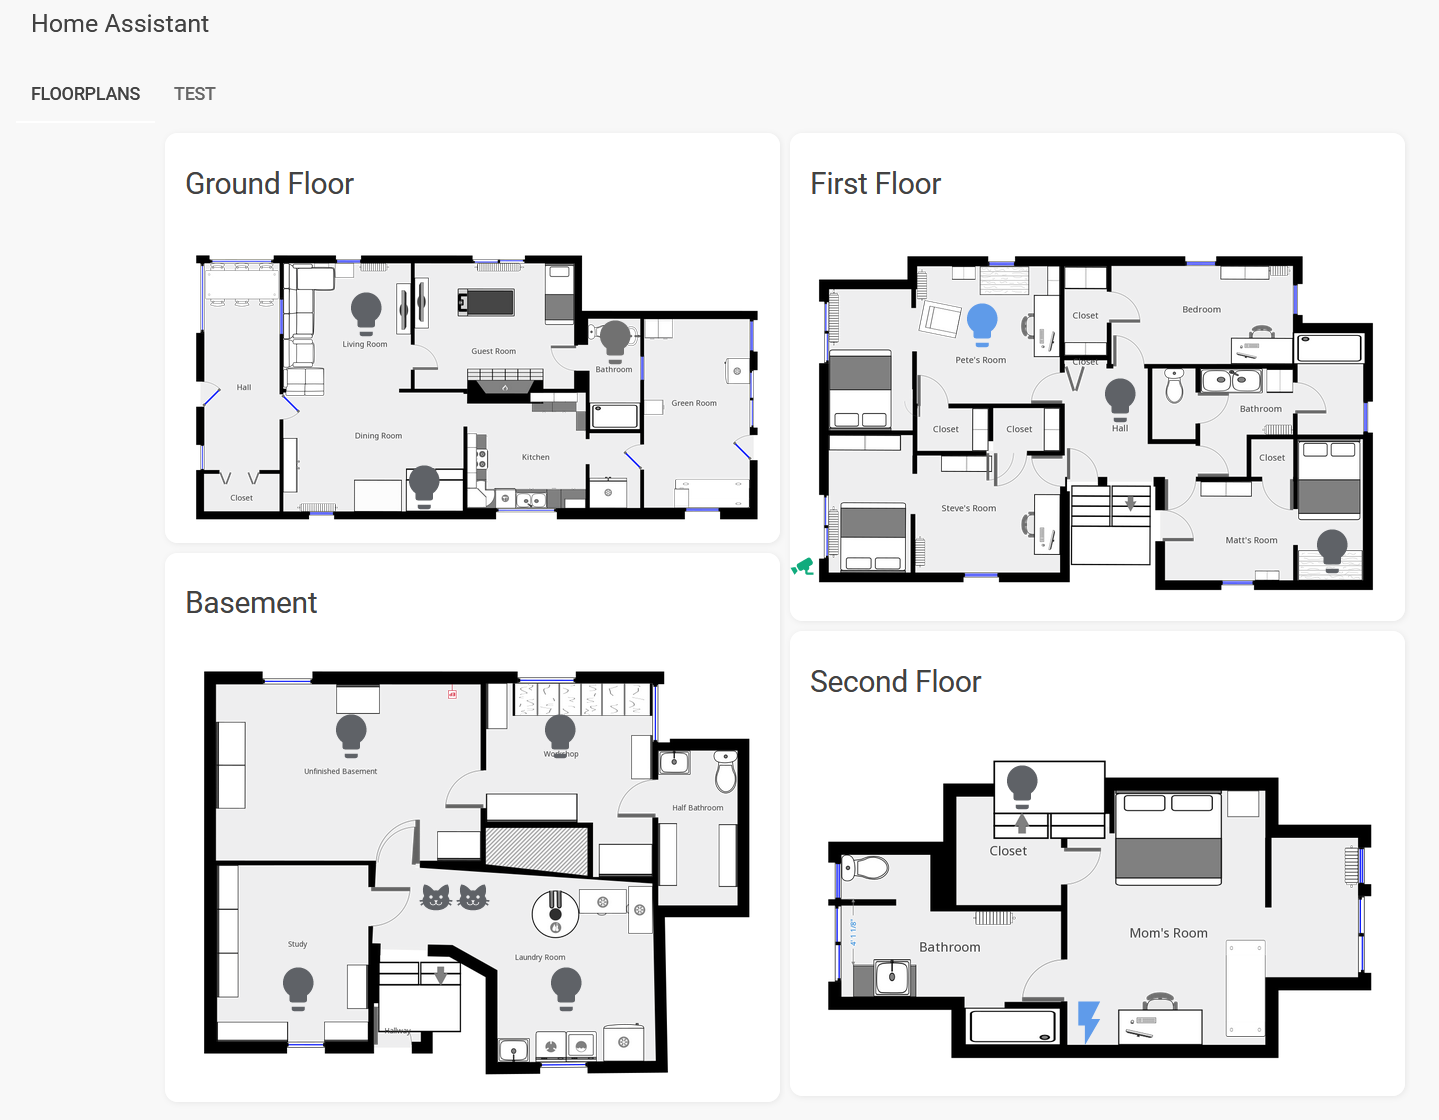 Home Assistant
FLOORPLANS
TEST
Ground Floor
Living Room
Guest Room
Bathroom
Hall
Green Room
Dining Room
Kitchen
Closet
First Floor
Closet
Bedroom
Pete's Room
Closet
Hall
Bathroom
Closet
Closet
Closet
Steve's Room
Matt's Room
Basement
Workshop
Unfinished Basement
Half Bathroom
Study
Laundry Room
Hallway
Second Floor
Closet
Mom's Room
Bathroom
4' 1 1/8"